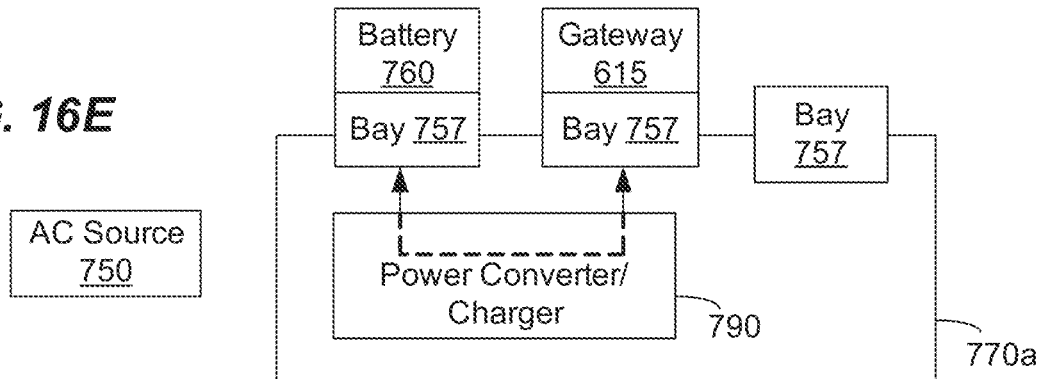 Battery
760
Bay 757
Gateway
615
Bay 757
Bay
757
16E
AC Source
750
Power Converter/
Charger
790
770a